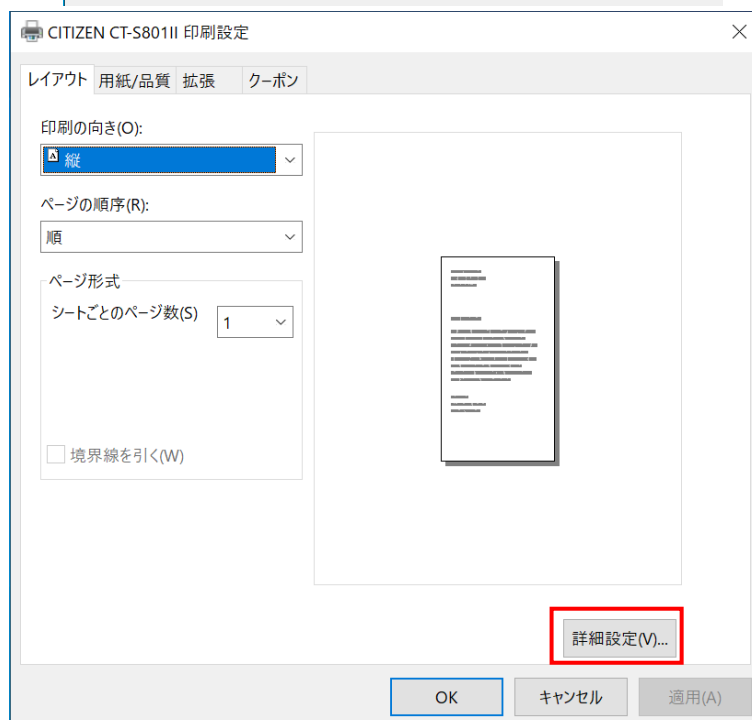 CITIZEN CT-S801II 印刷設定
レイアウト 用紙/品質 拡張 クーポン
印刷の向き(O):
縦
ページの順序(R):
順
ページ形式
シートごとのページ数(S)
1
境界線を引く(W)
詳細設定(V)...
OK キャンセル 適用(A)